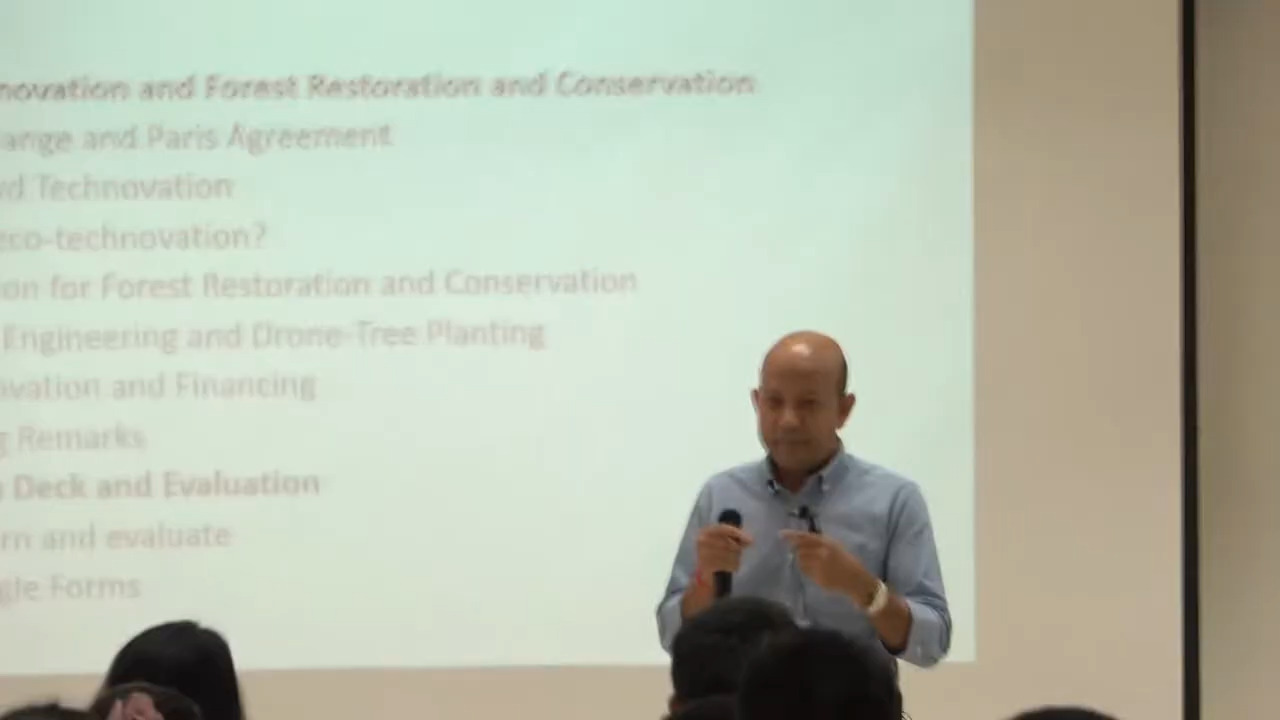 novation and Forest Restoration and Conservation
ange and Paris Agreement
Technovation
eco-technovation?
on for Forest Restoration and Conservation
Engineering and Drone-Tree Planting
vation and Financing
g Remarks
Deck and Evaluation
rn and evaluate
gle Forms